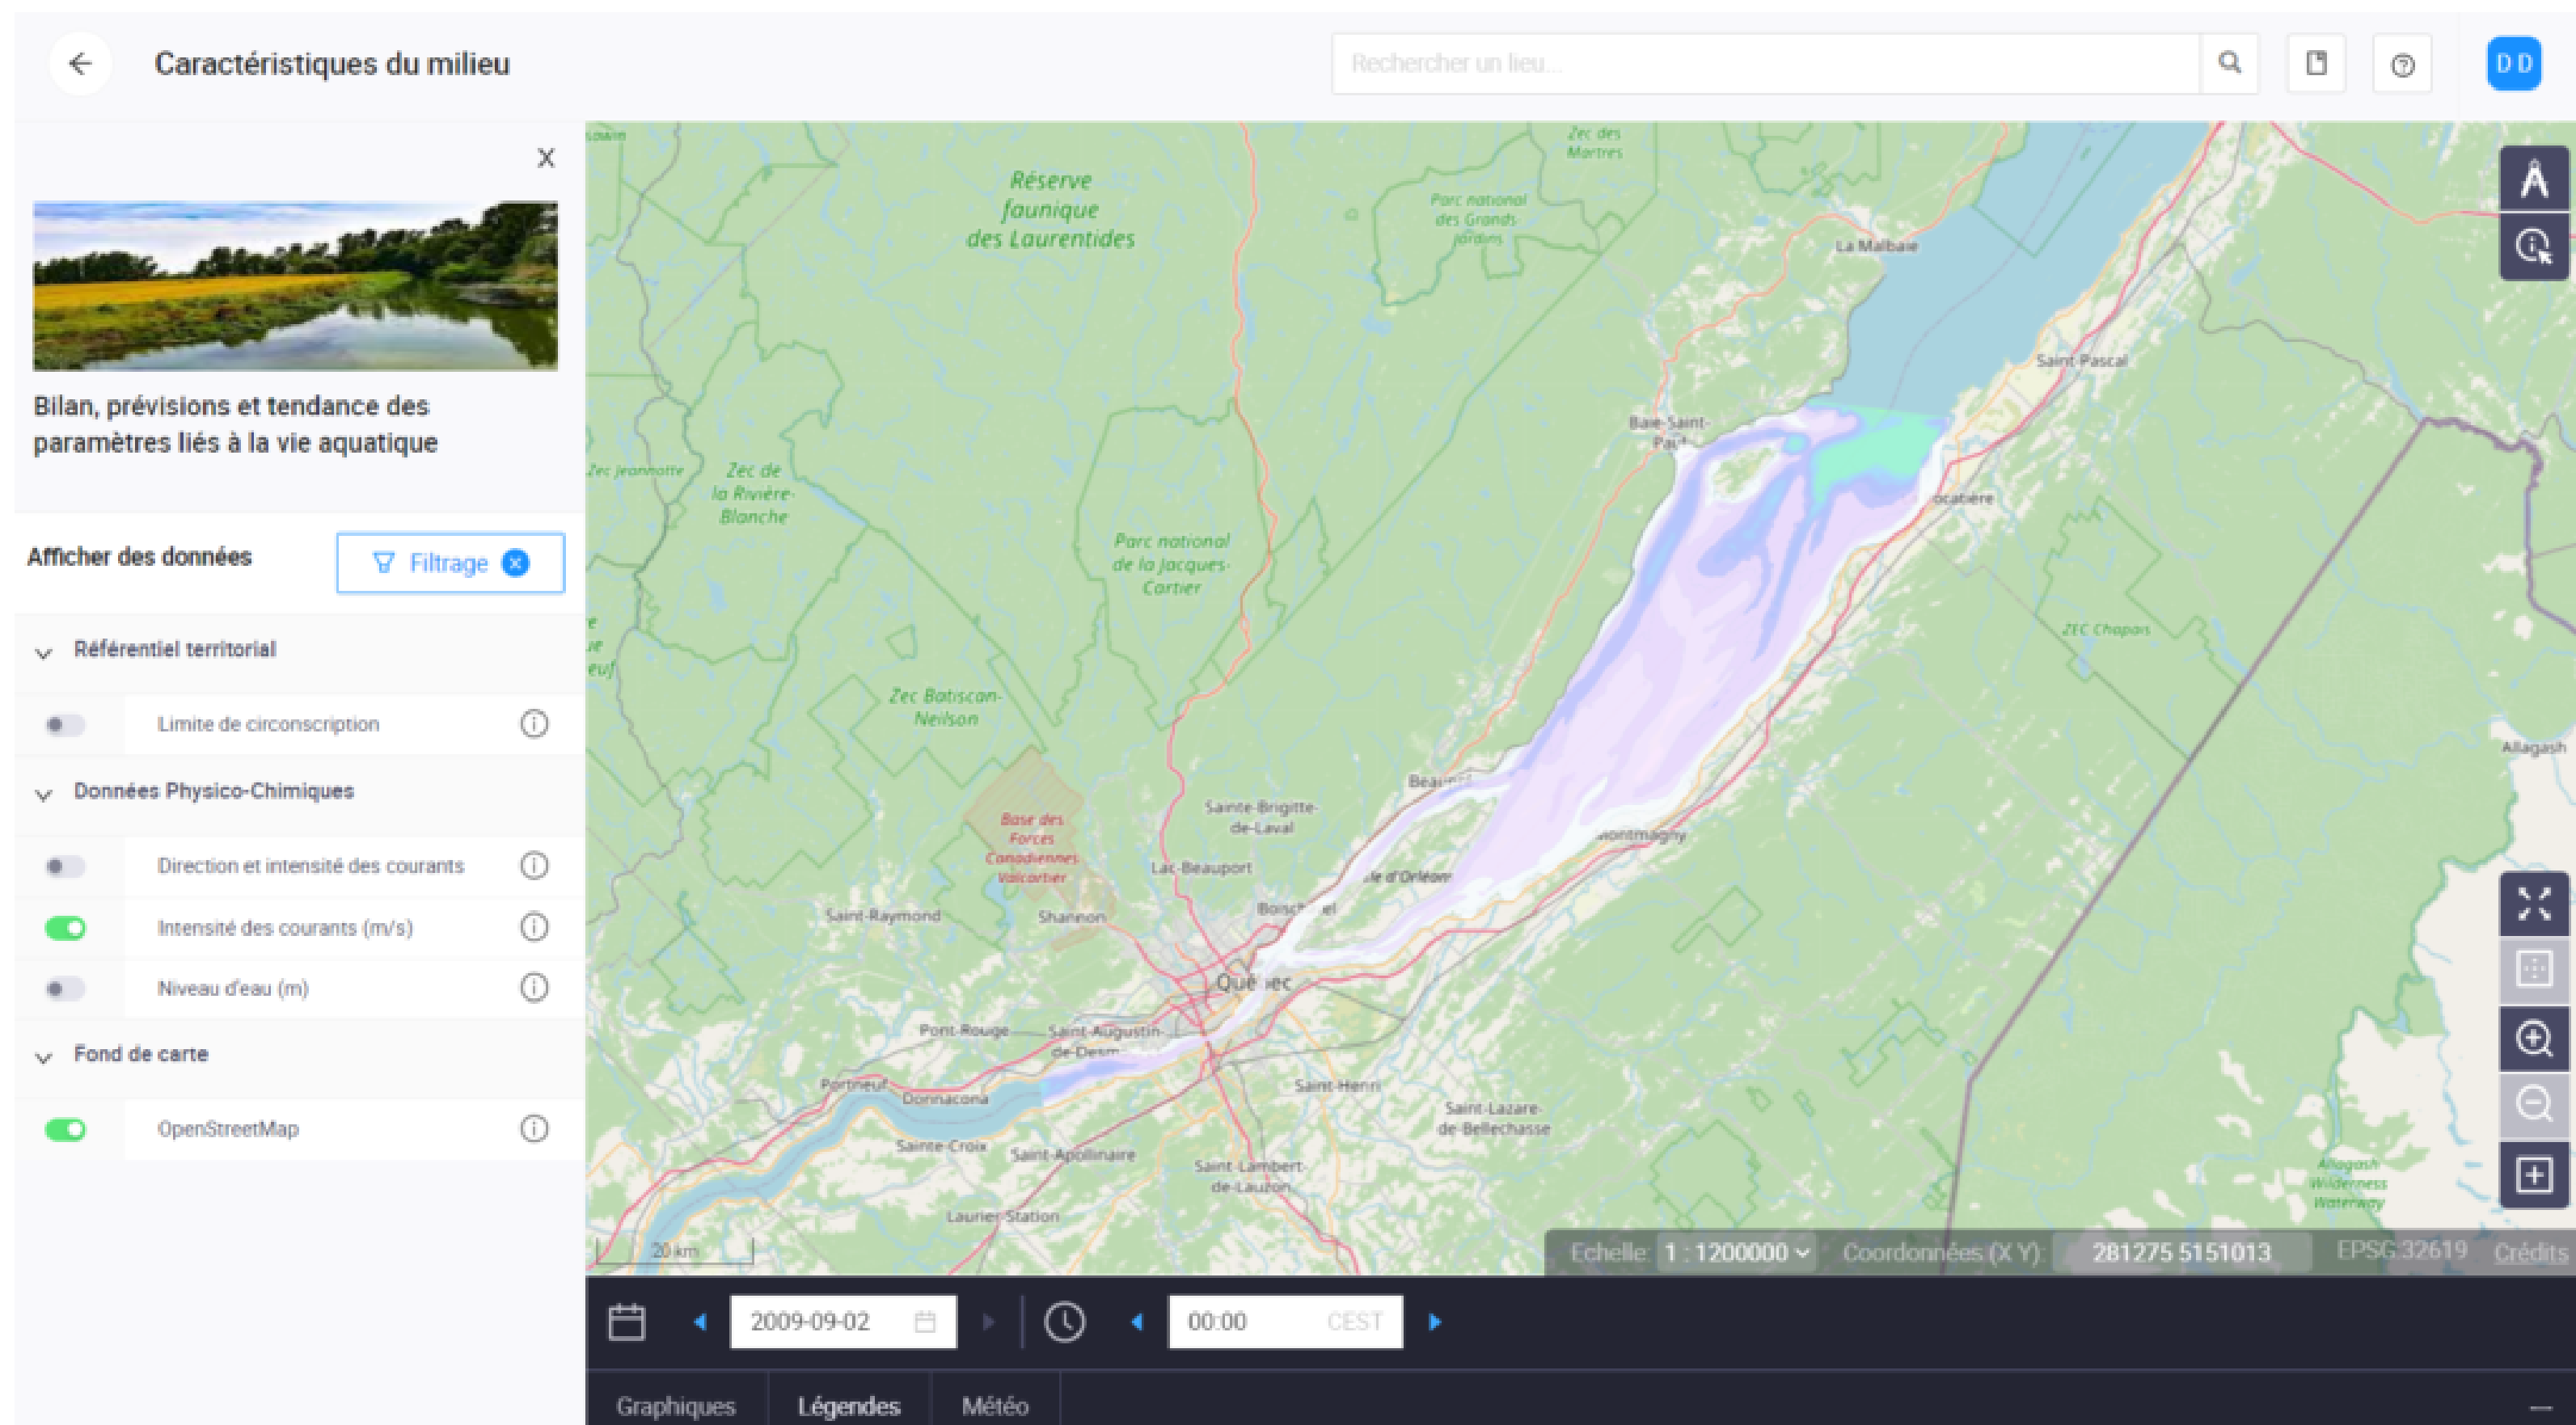 Caractéristiques du milieu
Rechercher un lieu...
D D
X
Bilan, prévisions et tendance des
paramètres liés à la vie aquatique
Afficher des données
Filtrage
Référentiel territorial
Limite de circonscription
Données Physico-Chimiques
Direction et intensité des courants
Intensité des courants (m/s)
Niveau d'eau (m)
Fond de carte
OpenStreetMap
Zec des
Martres
Réserve
faunique
des Laurentides
Parc national
des Grands-
Jardins
La Malbaie
Saint-Pascal
Baie-Saint-
Paul
Zec Jeannotte
Zec de
la Rivière-
Blanche
ocatière
Parc national
de la Jacques-
Cartier
ZEC Chapais
Zec Batiscan-
Neilson
Allagash
Base des
Forces
Canadiennes
Valcartier
Sainte-Brigitte-
de-Laval
Lac-Beauport
Montmagny
Île d'Orléans
Saint-Raymond
Shannon
Pont-Rouge
Saint-Augustin-
de-Desm
Portneuf
Donnacona
Saint-Henri
Saint-Lazare-
de-Bellechasse
Sainte-Croix
Saint-Apollinaire
Saint-Lambert-
de-Lauzon
Allagash
Wilderness
Waterway
Laurier-Station
20 km
Echelle: 1 : 1200000
Coordonnées (X Y): 281275 5151013
EPSG:32619
Crédits
2009-09-02
00:00 CEST
Graphiques
Légendes
Météo